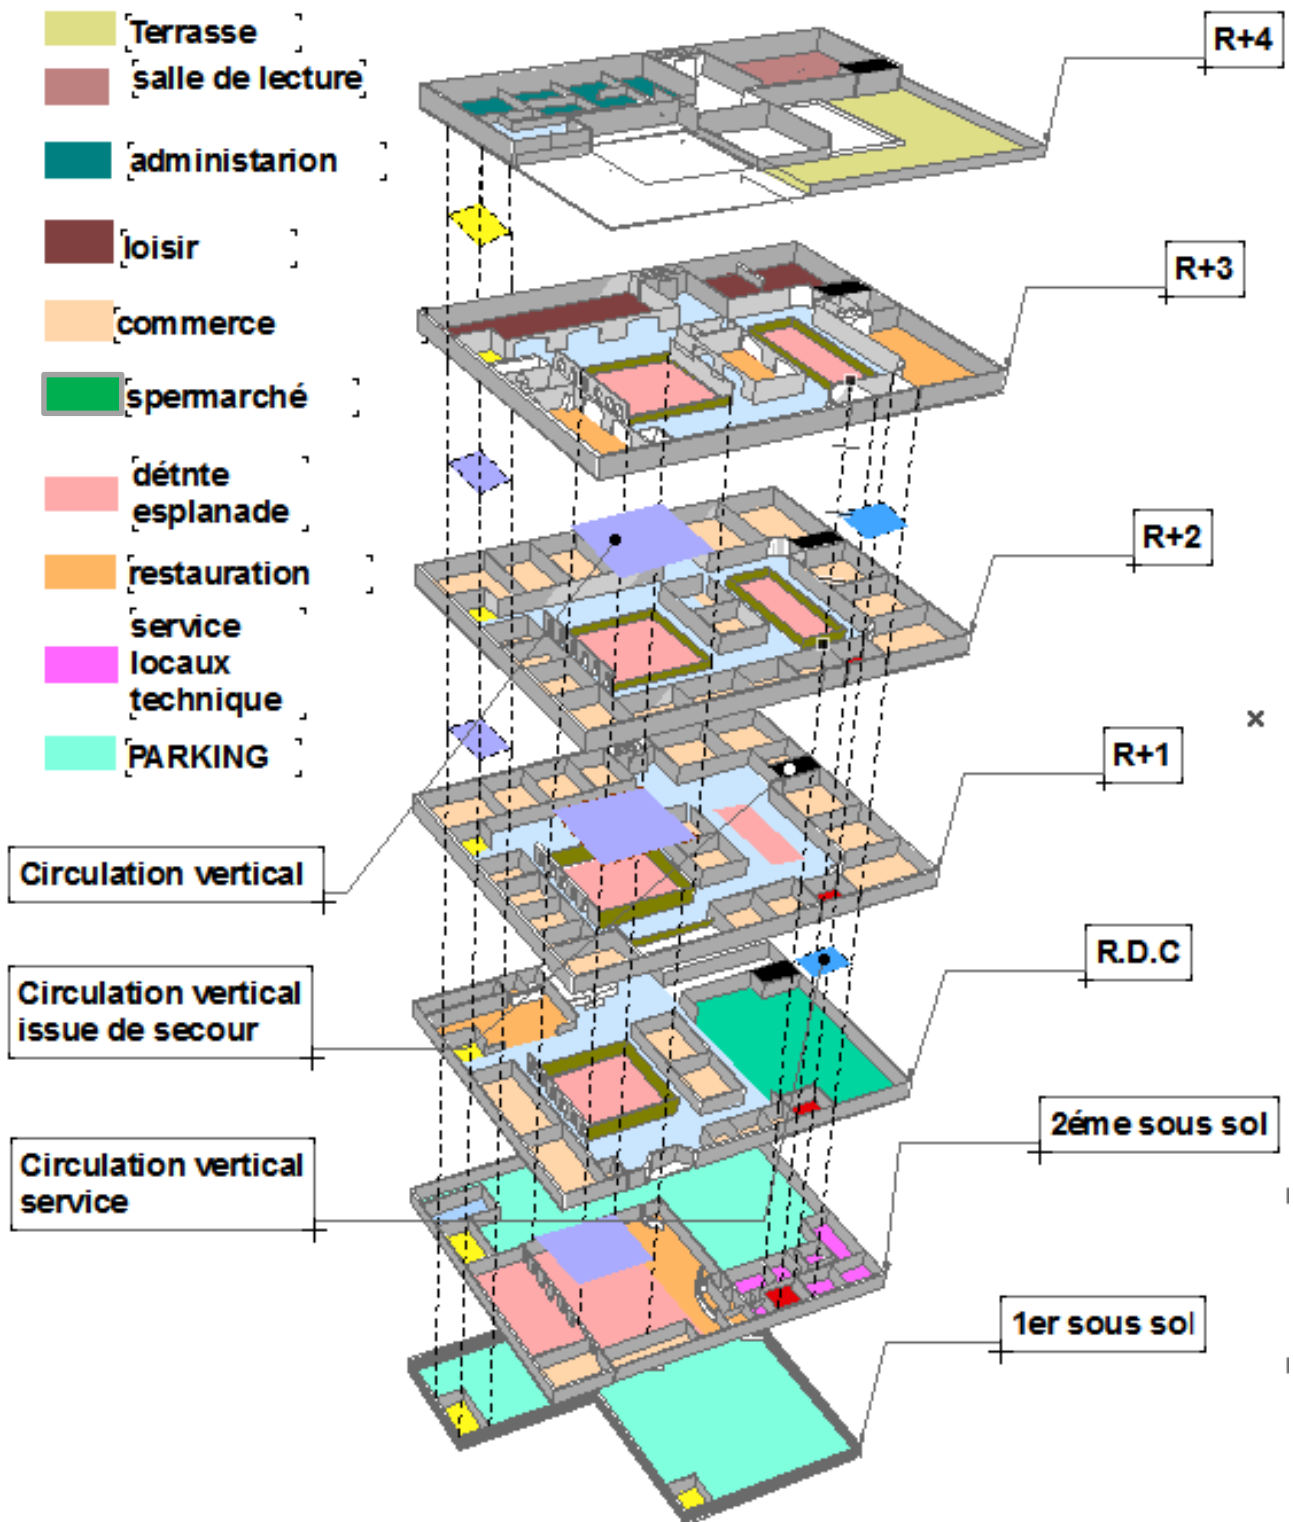 Terrasse
salle de lecture
administarion
loisir
commerce
spermarché
détnte
esplanade
restauration
service
locaux
technique
PARKING
Circulation vertical
Circulation vertical
issue de secour
Circulation vertical
service
R+4
R+3
R+2
R+1
R.D.C
2éme sous sol
1er sous sol